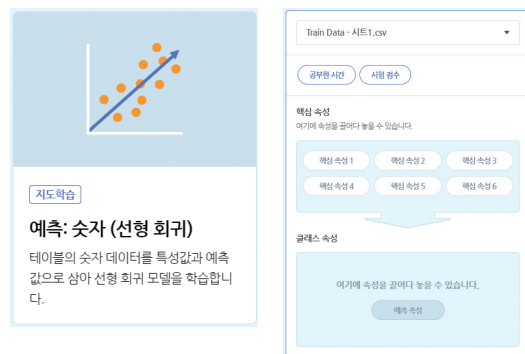 지도학습
예측: 숫자 (선형 회귀)
테이블의 숫자 데이터를 특성값과 예측
값으로 삼아 선형 회귀 모델을 학습합니
다.
Train Data - 시트1.csv
공부한 시간 시험 점수
핵심 속성
여기에 속성을 끌어다 놓을 수 있습니다.
핵심 속성 1 핵심 속성 2 핵심 속성 3
핵심 속성 4 핵심 속성 5 핵심 속성 6
클래스 속성
여기에 속성을 끌어다 놓을 수 있습니다.
예측 속성